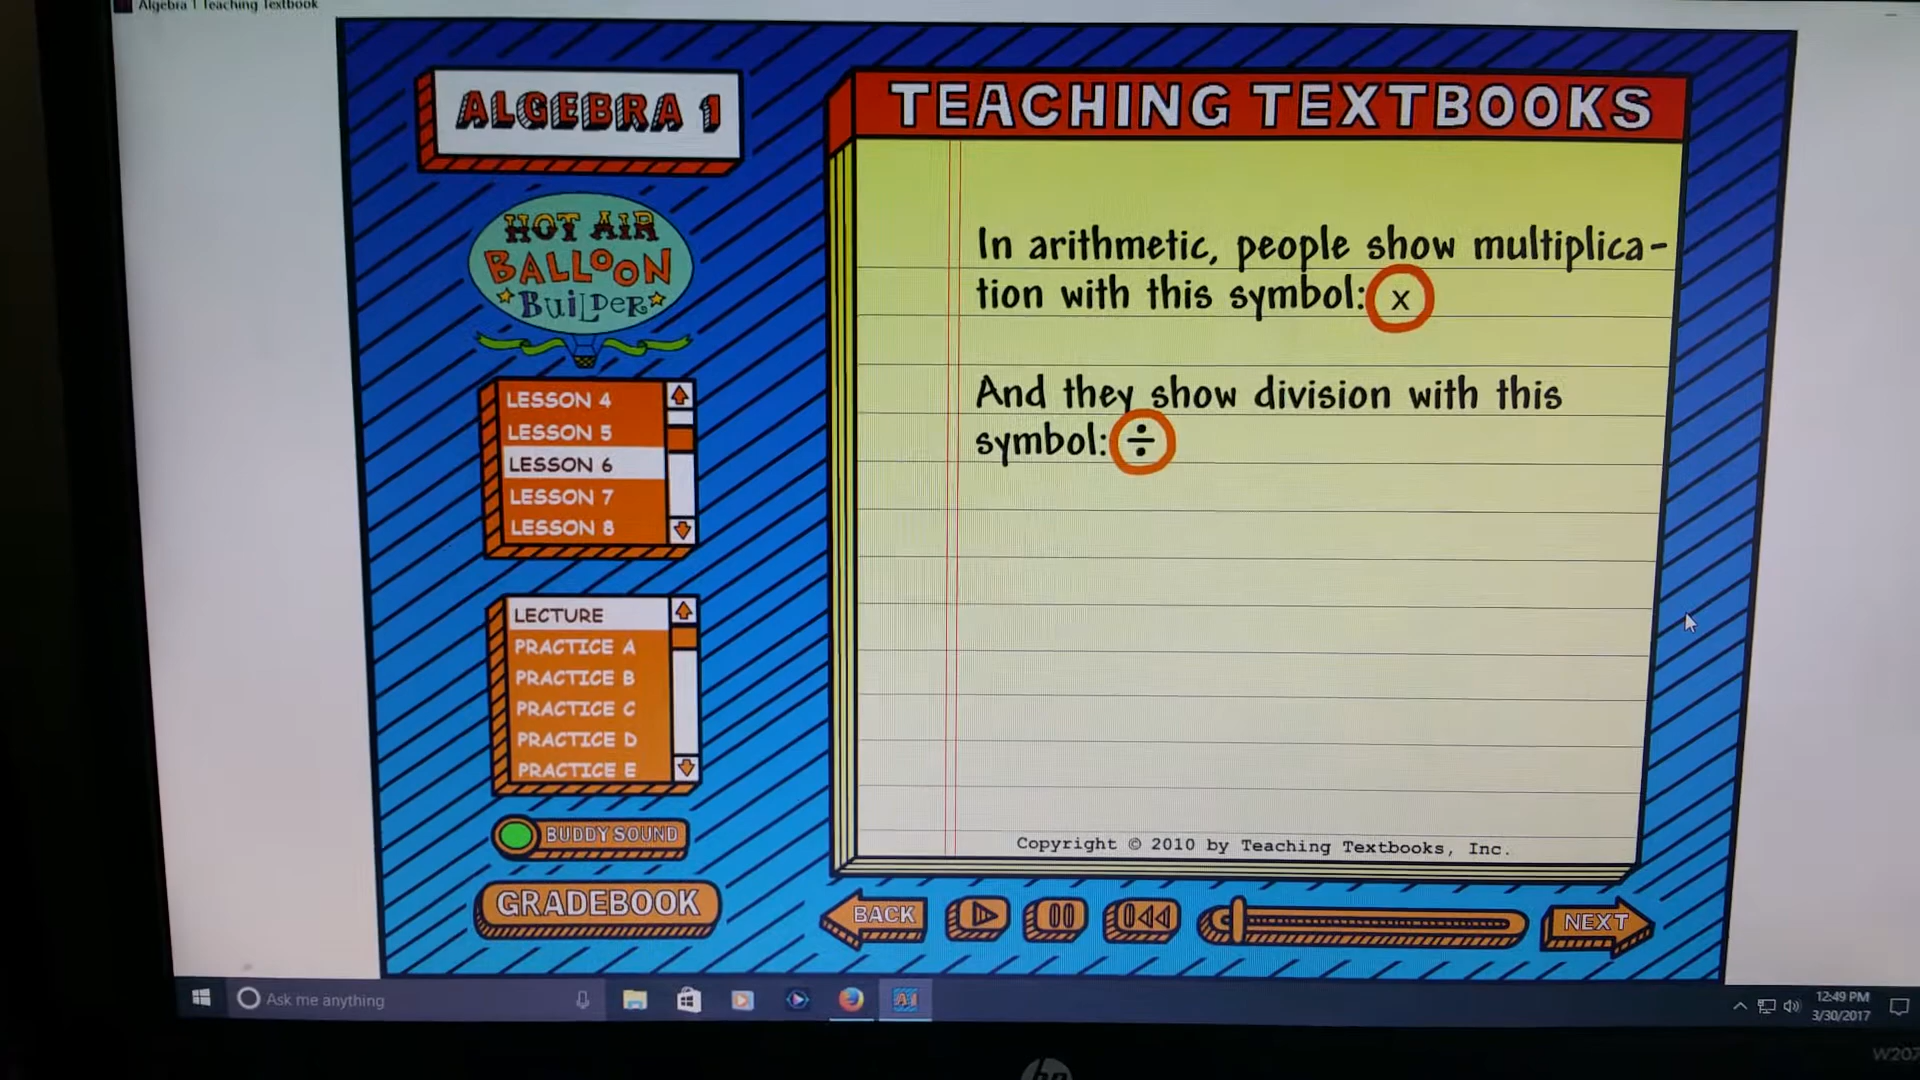 Algebra 1 Teaching Textbook
ALGEBRA 1
TEACHING TEXTBOOKS
HOT AIR
BALLOON
BUILDER
In arithmetic, people show multiplica-
tion with this symbol: x
And they show division with this
symbol: ÷
LESSON 4
LESSON 5
LESSON 6
LESSON 7
LESSON 8
LECTURE
PRACTICE A
PRACTICE B
PRACTICE C
PRACTICE D
PRACTICE E
BUDDY SOUND
GRADEBOOK
Copyright © 2010 by Teaching Textbooks, Inc.
BACK
NEXT
Ask me anything
A1
12:49 PM
3/30/2017
hp